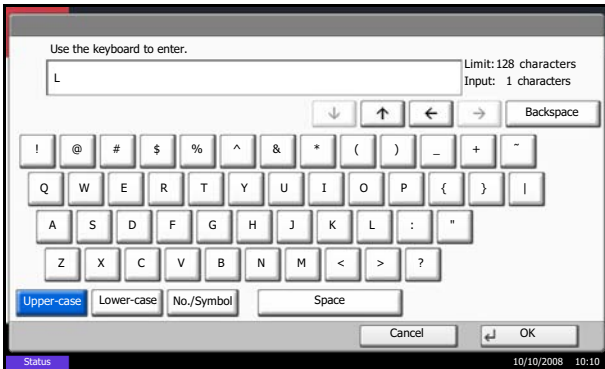 Use the keyboard to enter.
Limit: 128 characters
L
Input: 1 characters
↓ ↑ ← → Backspace
! @ # $ % ^ & * ( ) _ + ~
Q W E R T Y U I O P { } |
A S D F G H J K L : "
Z X C V B N M < > ?
Upper-case Lower-case No./Symbol Space
Cancel OK
Status 10/10/2008 10:10